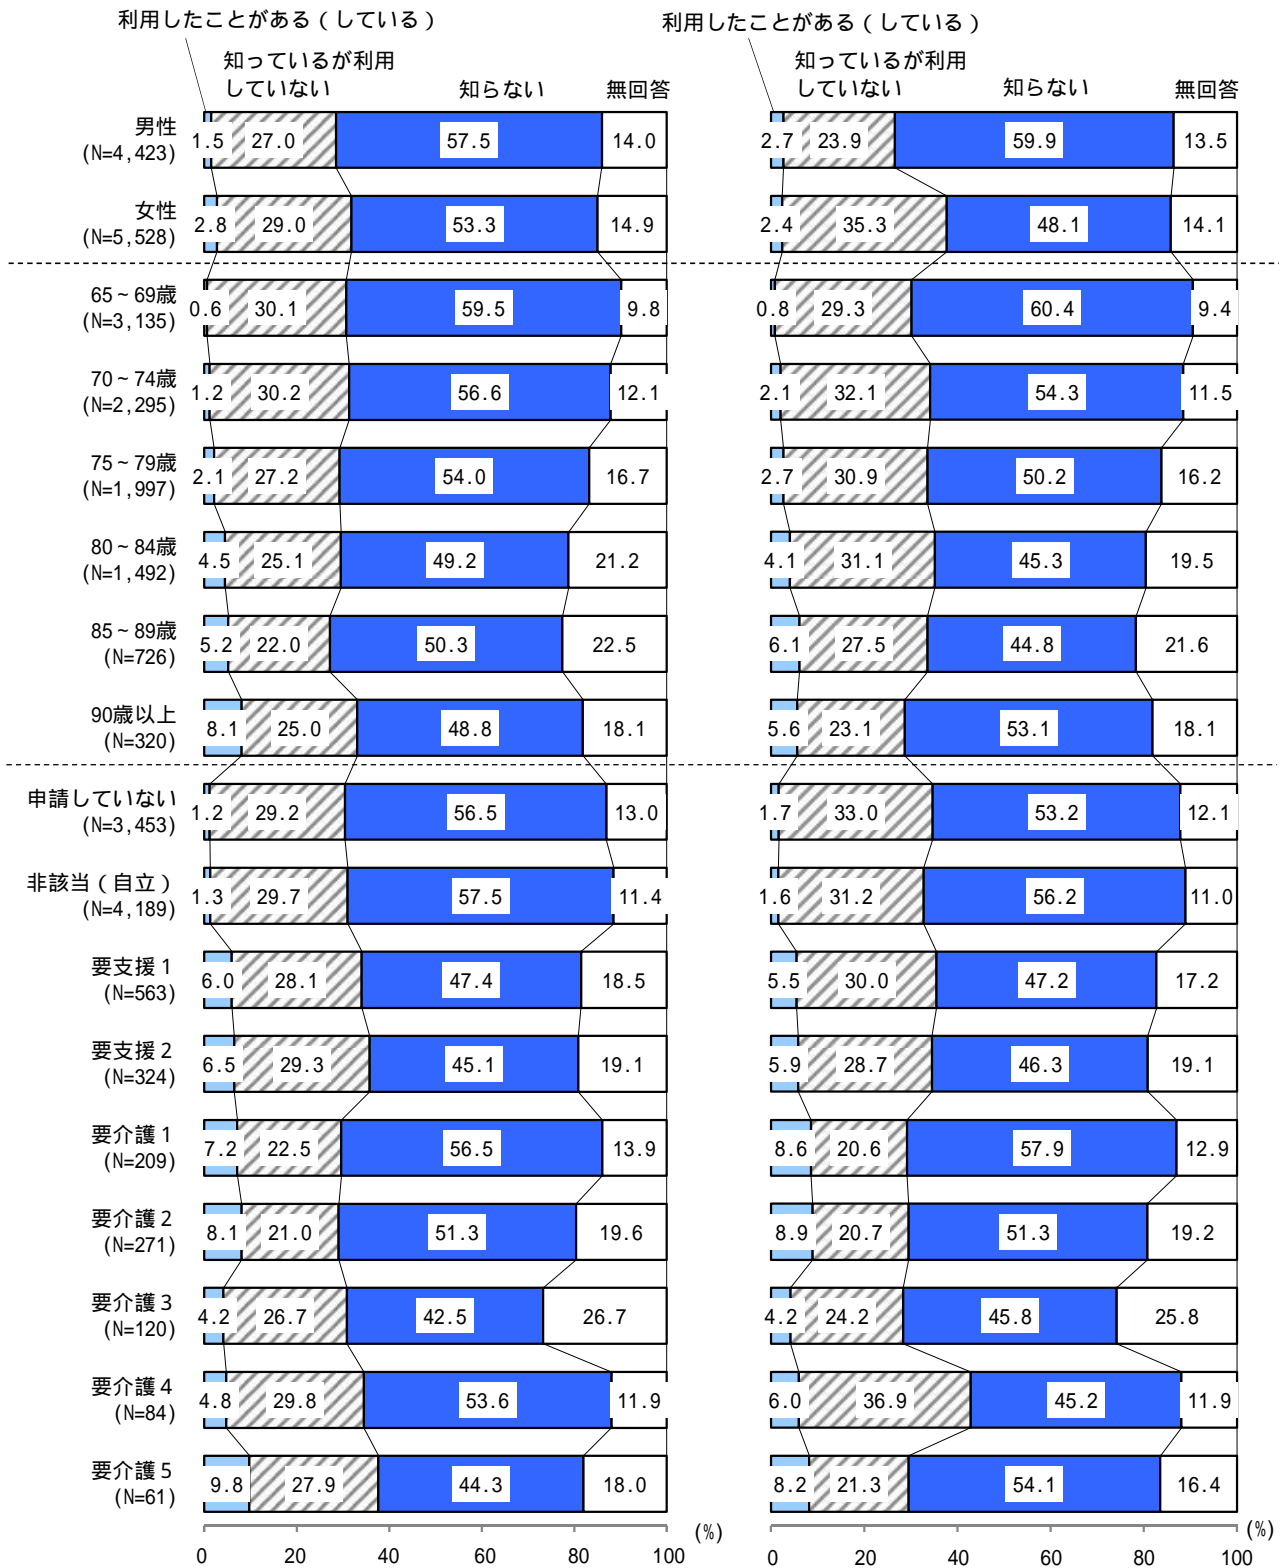 利用したことがある(している) 利用したことがある(している)
知っているが利用 知っているが利用
していない 知らない 無回答 していない 知らない 無回答
男性
(N=4,423)
1.5 27.0 57.5 14.0 2.7 23.9 59.9 13.5
女性
(N=5,528)
2.8 29.0 53.3 14.9 2.4 35.3 48.1 14.1
65~69歳
(N=3,135)
0.6 30.1 59.5 9.8 0.8 29.3 60.4 9.4
70~74歳
(N=2,295)
1.2 30.2 56.6 12.1 2.1 32.1 54.3 11.5
75~79歳
(N=1,997)
2.1 27.2 54.0 16.7 2.7 30.9 50.2 16.2
80~84歳
(N=1,492)
4.5 25.1 49.2 21.2 4.1 31.1 45.3 19.5
85~89歳
(N=726)
5.2 22.0 50.3 22.5 6.1 27.5 44.8 21.6
90歳以上
(N=320)
8.1 25.0 48.8 18.1 5.6 23.1 53.1 18.1
申請していない
(N=3,453)
1.2 29.2 56.5 13.0 1.7 33.0 53.2 12.1
非該当(自立)
(N=4,189)
1.3 29.7 57.5 11.4 1.6 31.2 56.2 11.0
要支援1
(N=563)
6.0 28.1 47.4 18.5 5.5 30.0 47.2 17.2
要支援2
(N=324)
6.5 29.3 45.1 19.1 5.9 28.7 46.3 19.1
要介護1
(N=209)
7.2 22.5 56.5 13.9 8.6 20.6 57.9 12.9
要介護2
(N=271)
8.1 21.0 51.3 19.6 8.9 20.7 51.3 19.2
要介護3
(N=120)
4.2 26.7 42.5 26.7 4.2 24.2 45.8 25.8
要介護4
(N=84)
4.8 29.8 53.6 11.9 6.0 36.9 45.2 11.9
要介護5
(N=61)
9.8 27.9 44.3 18.0 8.2 21.3 54.1 16.4
(%) (%)
0 20 40 60 80 100 0 20 40 60 80 100